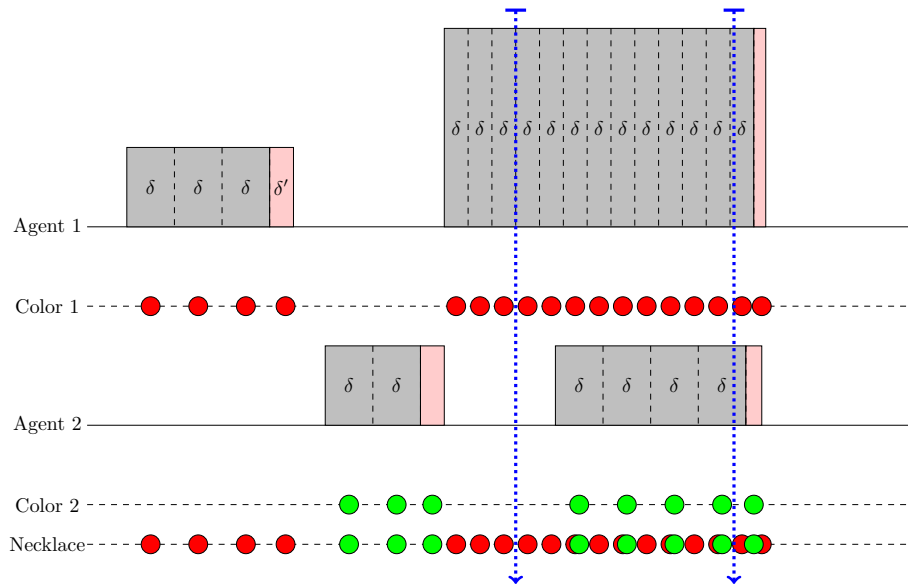 δ δ δ δ δ δ δ δ δ δ δ δ δ
δ δ δ δ′
Agent 1
Color 1
δ δ δ δ δ δ
Agent 2
Color 2
Necklace